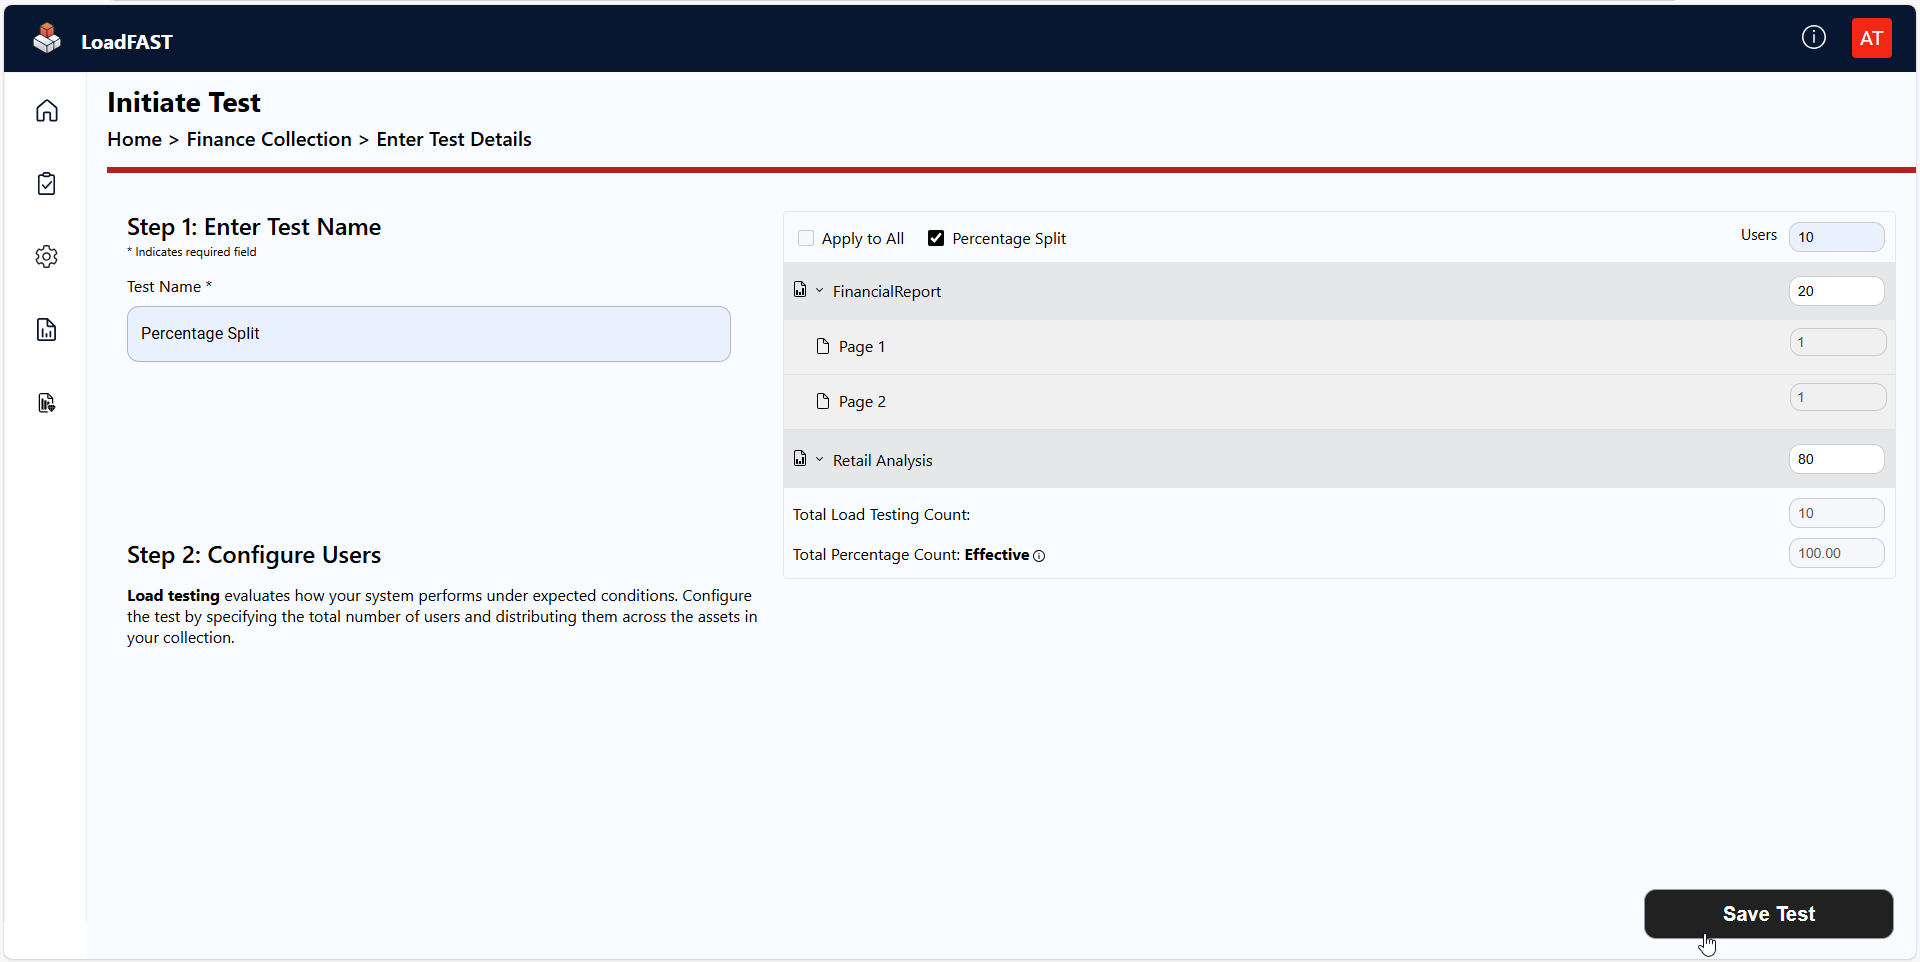 LoadFAST
AT
Initiate Test
Home > Finance Collection > Enter Test Details
Step 1: Enter Test Name
* Indicates required field
Test Name *
Percentage Split
Step 2: Configure Users
Load testing evaluates how your system performs under expected conditions. Configure
the test by specifying the total number of users and distributing them across the assets in
your collection.
Apply to All Percentage Split Users 10
FinancialReport 20
Page 1 1
Page 2 1
Retail Analysis 80
Total Load Testing Count: 10
Total Percentage Count: Effective 100.00
Save Test